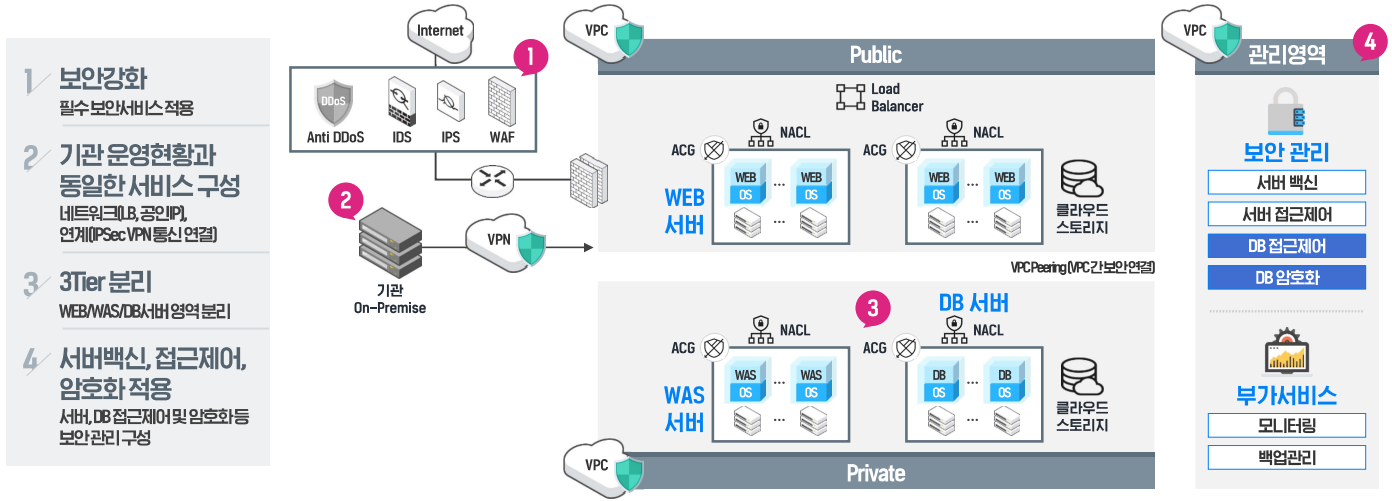 1 보안강화
필수 보안서비스 적용
2 기관 운영현황과
동일한 서비스 구성
네트워크(LB, 공인IP),
연계(IPSec VPN 통신 연결)
3 3Tier 분리
WEB/WAS/DB서버 영역 분리
4 서버백신, 접근제어,
암호화 적용
서버, DB 접근제어 및 암호화 등
보안 관리 구성
Internet
1
DDoS
Anti DDoS
IDS
IPS
WAF
2
기관
On-Premise
VPN
VPC
Public
Load
Balancer
ACG
NACL
WEB
서버
WEB
OS
...
WEB
OS
...
ACG
NACL
WEB
OS
...
WEB
OS
...
클라우드
스토리지
VPC Peering (VPC 간 보안 연결)
3
DB 서버
ACG
NACL
WAS
서버
WAS
OS
...
WAS
OS
...
ACG
NACL
DB
OS
...
DB
OS
...
클라우드
스토리지
VPC
Private
VPC
관리영역
4
보안 관리
서버 백신
서버 접근제어
DB 접근제어
DB 암호화
부가서비스
모니터링
백업관리